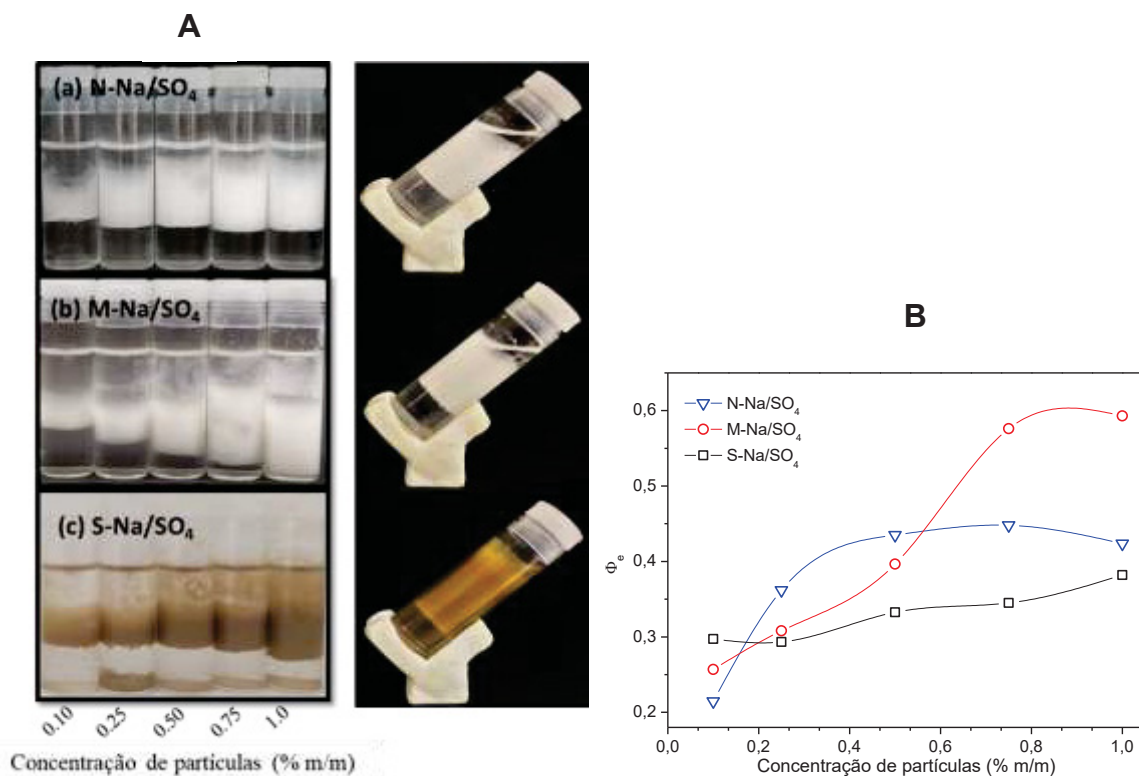 A
(a) N-Na/SO₄
(b) M-Na/SO₄
(c) S-Na/SO₄
0.10 0.25 0.50 0.75 1.0
Concentração de partículas (% m/m)
B
N-Na/SO₄
M-Na/SO₄
S-Na/SO₄
Φₑ
0,6
0,5
0,4
0,3
0,2
0,0 0,2 0,4 0,6 0,8 1,0
Concentração de partículas (% m/m)